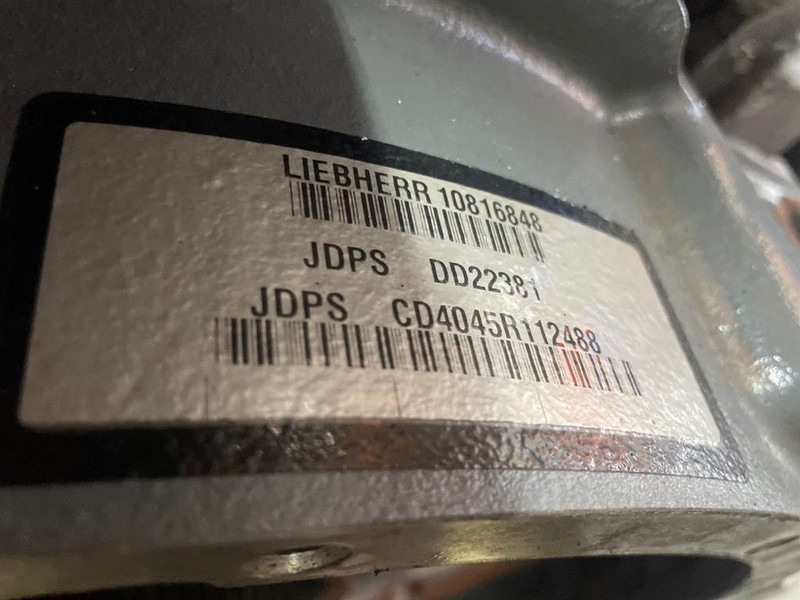 LIEBHERR 10816848
JDPS DD22381
JDPS CD4045R112488